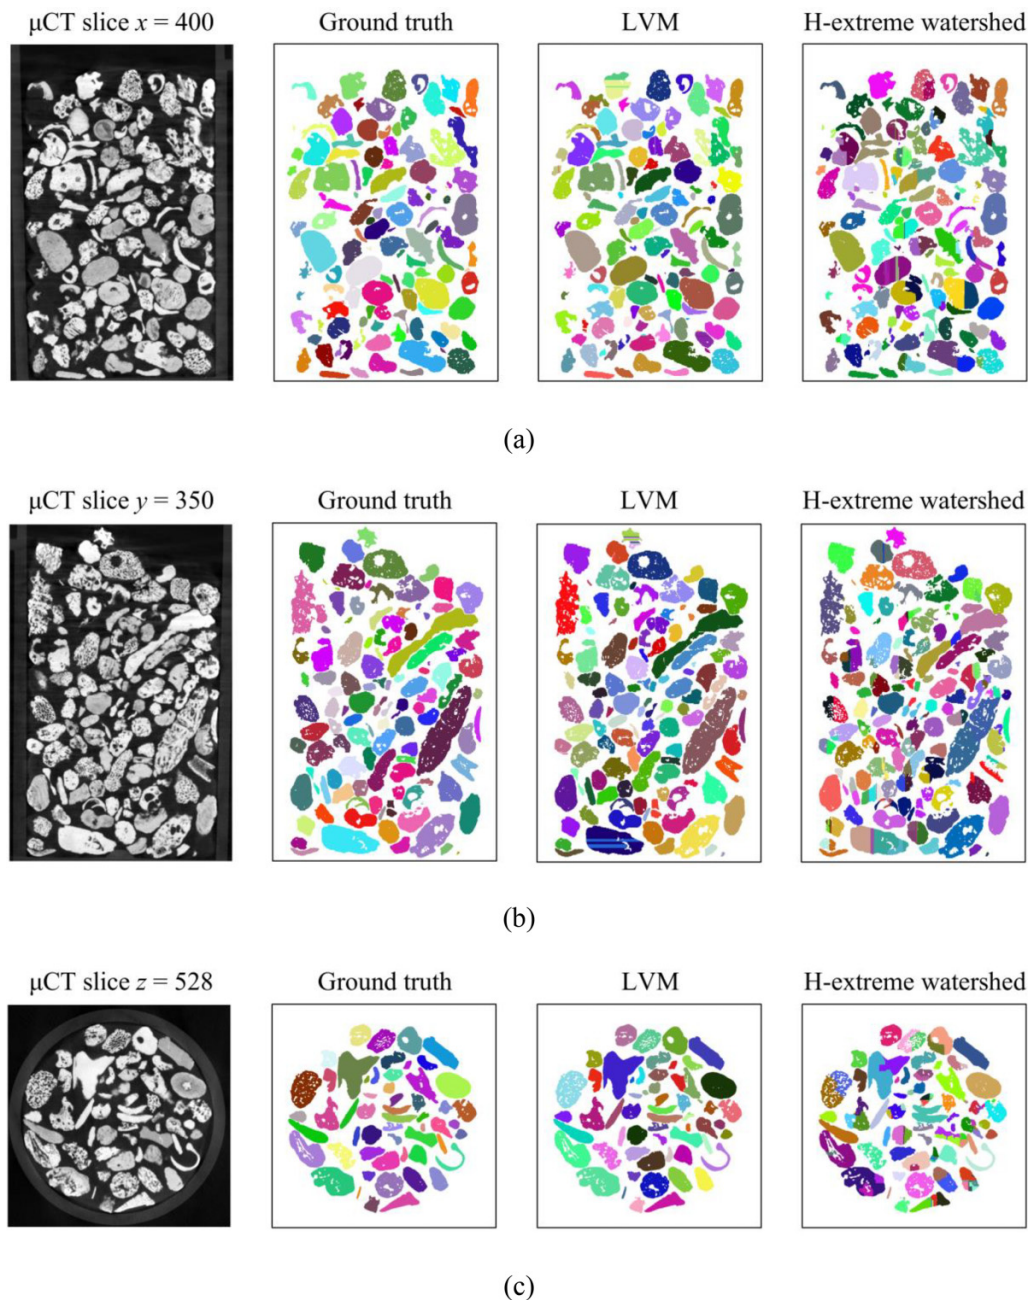 μCT slice x = 400 Ground truth LVM H-extreme watershed
(a)
μCT slice y = 350 Ground truth LVM H-extreme watershed
(b)
μCT slice z = 528 Ground truth LVM H-extreme watershed
(c)